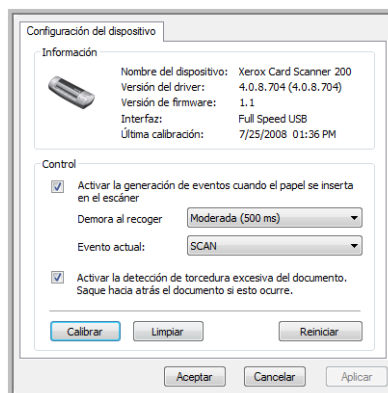 Configuración del dispositivo
Información
Nombre del dispositivo: Xerox Card Scanner 200
Versión del driver: 4.0.8.704 (4.0.8.704)
Versión de firmware: 1.1
Interfaz: Full Speed USB
Última calibración: 7/25/2008 01:36 PM
Control
Activar la generación de eventos cuando el papel se inserta
en el escáner
Demora al recoger Moderada (500 ms)
Evento actual: SCAN
Activar la detección de torcedura excesiva del documento.
Saque hacia atrás el documento si esto ocurre.
Calibrar Limpiar Reiniciar
Aceptar Cancelar Aplicar